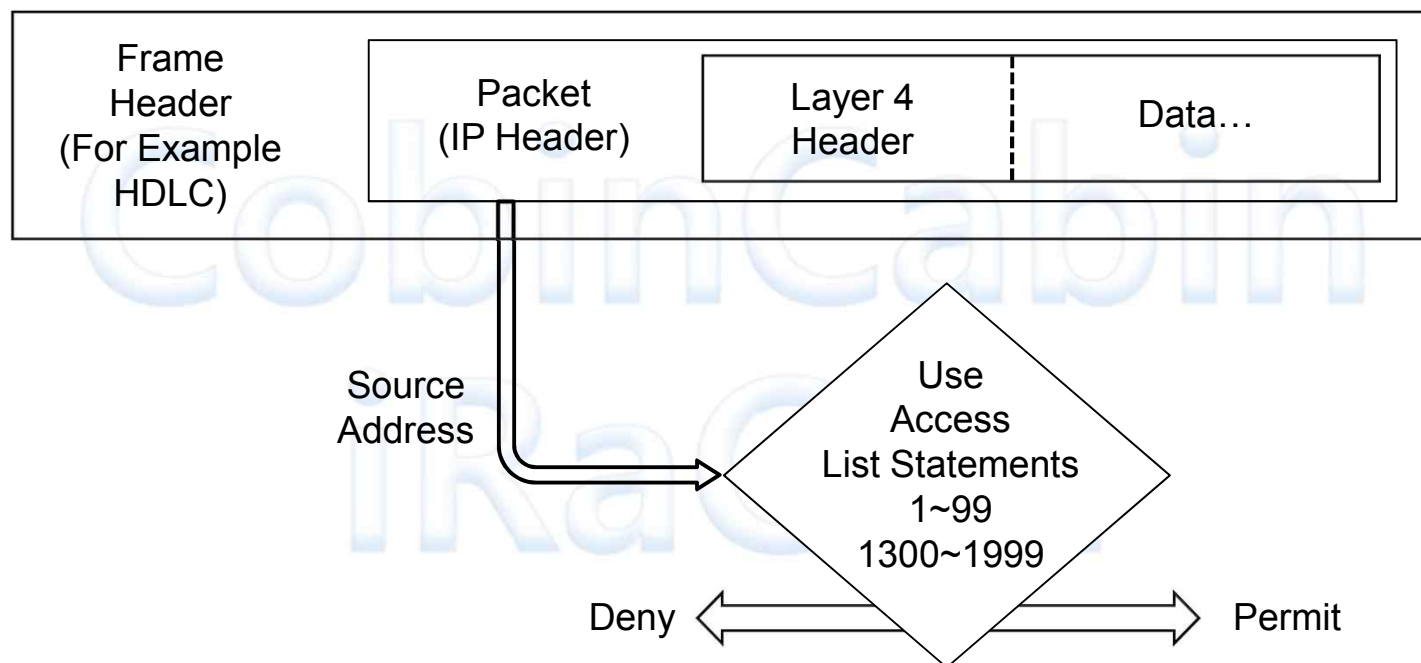 Frame
Header
(For Example
HDLC)
Packet
(IP Header)
Layer 4
Header
Data…
Source
Address
Use
Access
List Statements
1~99
1300~1999
Deny
Permit
CobinCabin